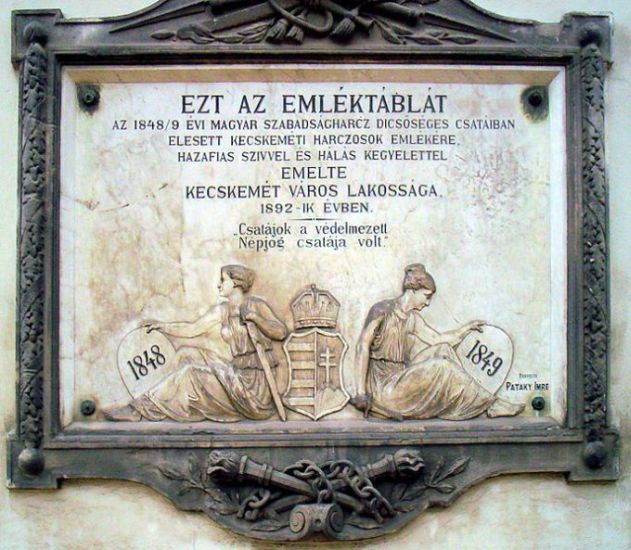 EZT AZ EMLÉKTÁBLÁT
AZ 1848/9 ÉVI MAGYAR SZABADSÁGHARCZ DICSŐSÉGES CSATÁIBAN
ELESETT KECSKEMÉTI HARCZOSOK EMLÉKÉRE,
HAZAFIAS SZIVVEL ÉS HÁLÁS KEGYELETTEL
EMELTE
KECSKEMÉT VÁROS LAKOSSÁGA,
1892-IK ÉVBEN.
„Csatájok a védelmezett
Népjog csatája volt.”
1848
1849
PATAKY IMRE